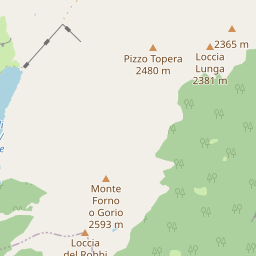 2365 m
Pizzo Topera
2480 m
Loccia
Lunga
2381 m
Monte
Forno
o Gorio
2593 m
Loccia
del Robbi